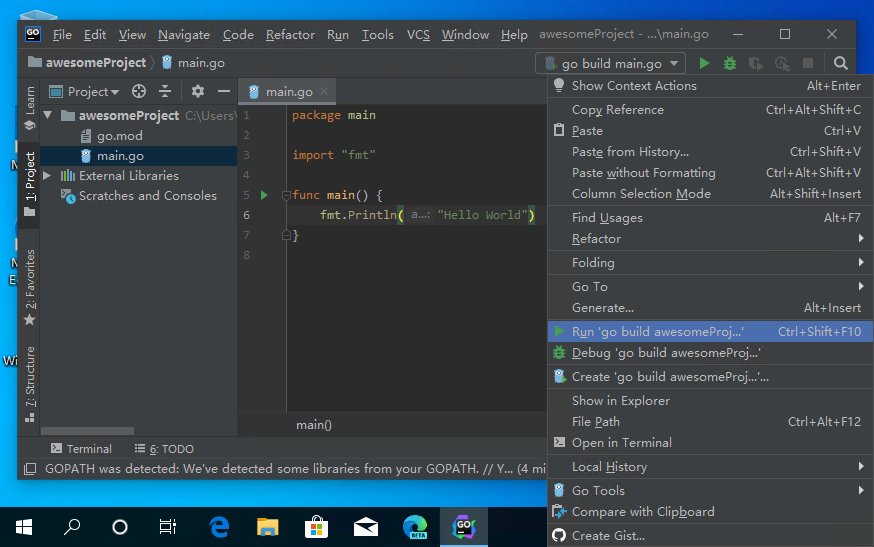 GO File Edit View Navigate Code Refactor Run Tools VCS Window Help awesomeProject - ...\main.go
awesomeProject main.go go build main.go
1: Project
Learn
2: Favorites
7: Structure
Project
awesomeProject C:\Users\
go.mod
main.go
External Libraries
Scratches and Consoles
main.go
1 package main
2
3 import "fmt"
4
5 func main() {
6 fmt.Println( a...: "Hello World")
7 }
8
main()
Show Context Actions Alt+Enter
Copy Reference Ctrl+Alt+Shift+C
Paste Ctrl+V
Paste from History... Ctrl+Shift+V
Paste without Formatting Ctrl+Alt+Shift+V
Column Selection Mode Alt+Shift+Insert
Find Usages Alt+F7
Refactor
Folding
Go To
Generate... Alt+Insert
Run 'go build awesomeProj...' Ctrl+Shift+F10
Debug 'go build awesomeProj...'
Create 'go build awesomeProj...'...
Show in Explorer
File Path Ctrl+Alt+F12
Open in Terminal
Local History
Go Tools
Compare with Clipboard
Create Gist...
Terminal 6: TODO
GOPATH was detected: We've detected some libraries from your GOPATH. // Y... (4 mi
BETA
GO